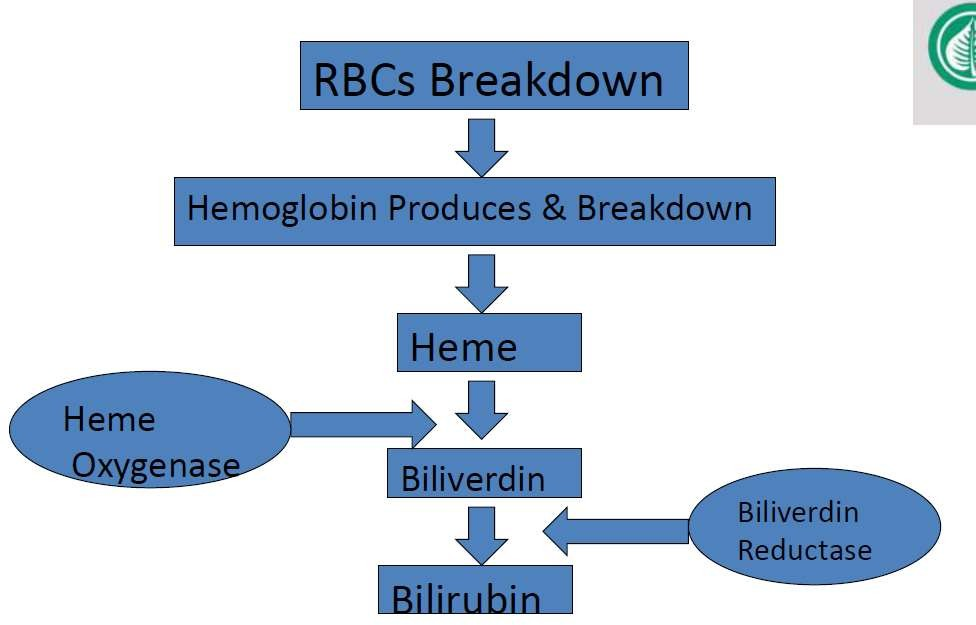 RBCs Breakdown
Hemoglobin Produces & Breakdown
Heme
Heme
Oxygenase
Biliverdin
Biliverdin
Reductase
Bilirubin